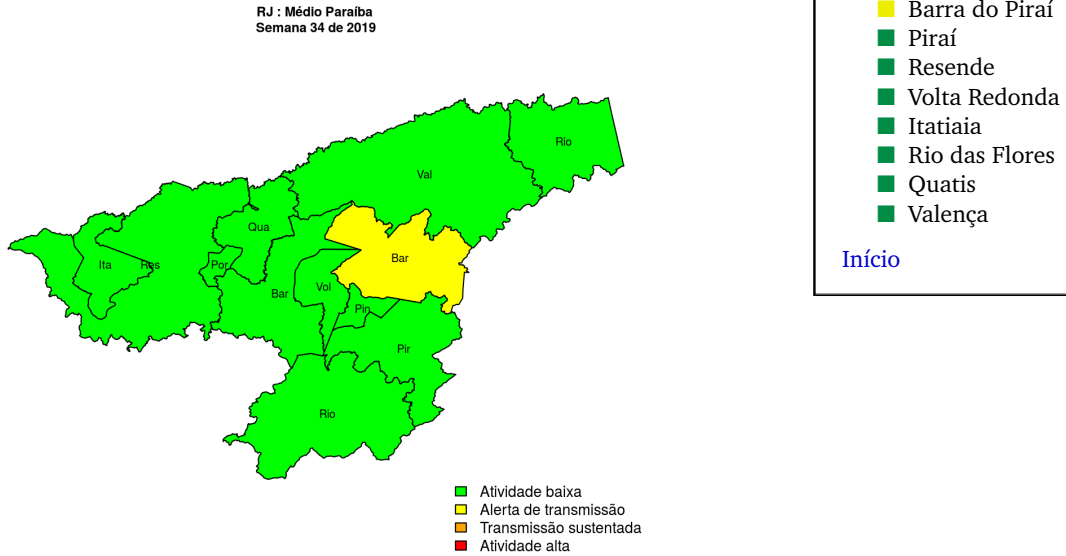 RJ : Médio Paraíba
Semana 34 de 2019
Rio
Val
Qua
Ita
Res
Por
Bar
Bar
Vol
Pin
Pir
Rio
Atividade baixa
Alerta de transmissão
Transmissão sustentada
Atividade alta
Barra do Piraí
Piraí
Resende
Volta Redonda
Itatiaia
Rio das Flores
Quatis
Valença
Início